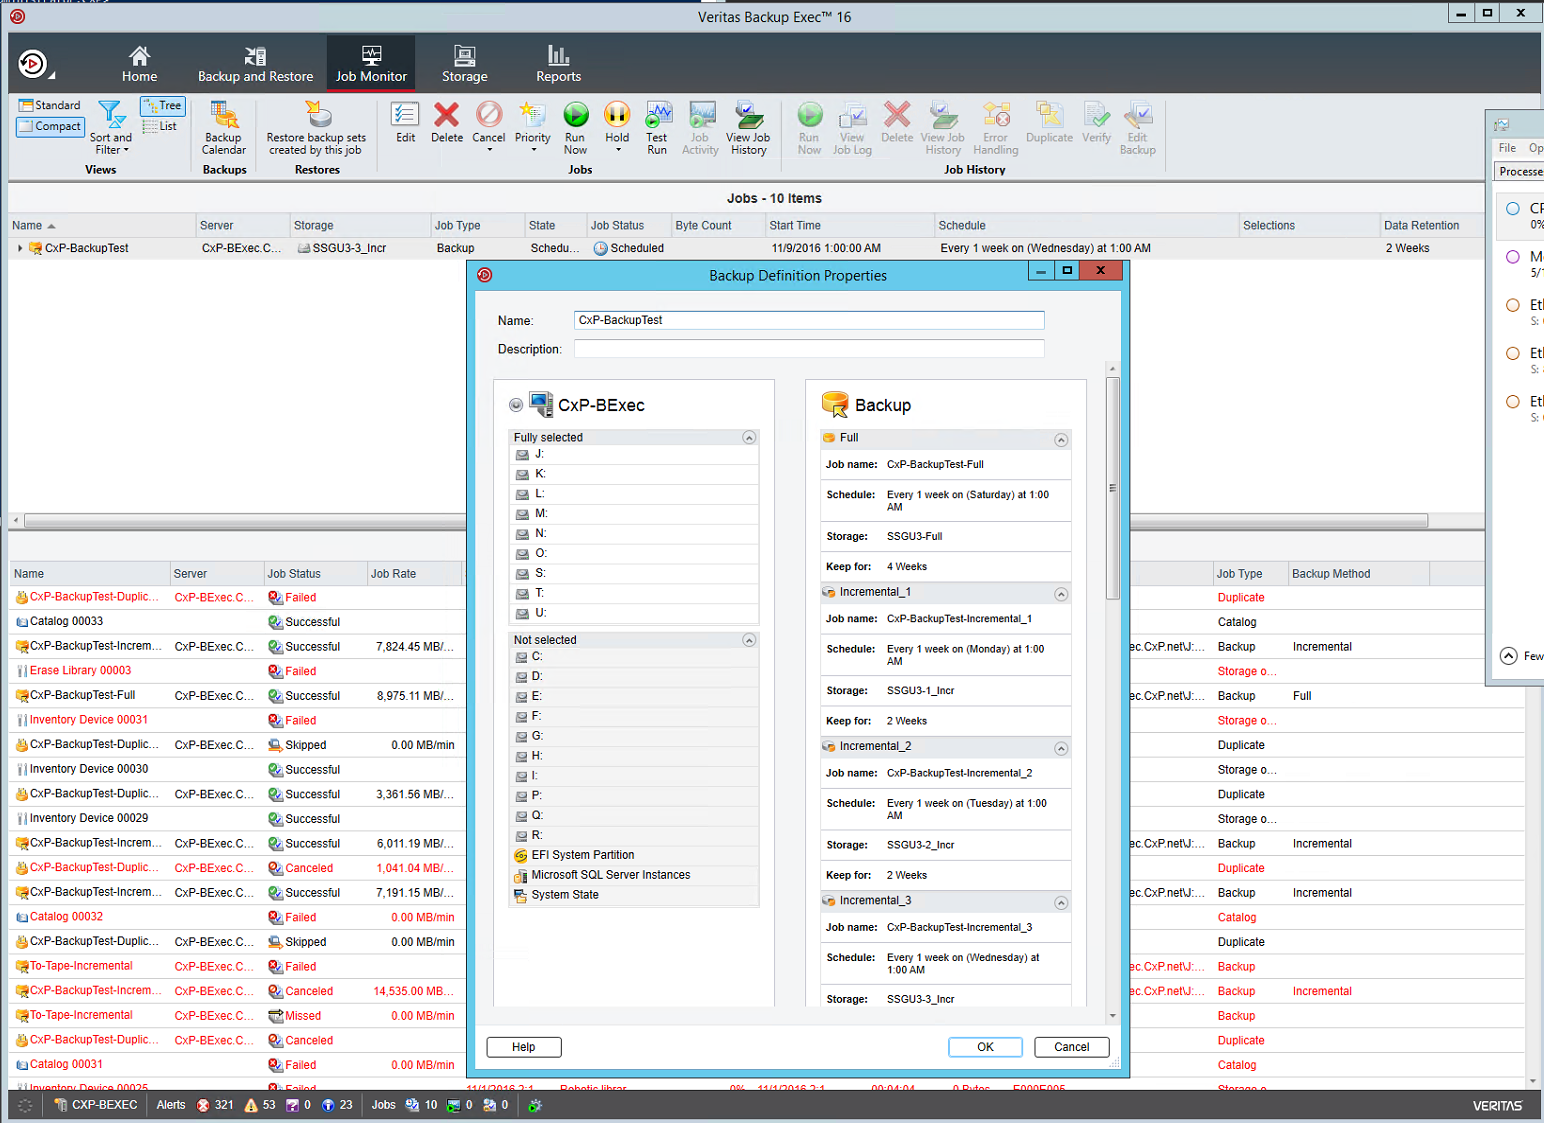 Veritas Backup Exec™ 16
Home
Backup and Restore
Job Monitor
Storage
Reports
Standard
Compact
Sort and Filter
Tree
List
Views
Backup Calendar
Backups
Restore backup sets created by this job
Restores
Edit
Delete
Cancel
Priority
Run Now
Hold
Test Run
Job Activity
View Job History
Jobs
Run Now
View Job Log
Delete
View Job History
Error Handling
Duplicate
Verify
Edit Backup
Job History
File Op
Processe
0%
5/1
Few
Jobs - 10 Items
Name Server Storage Job Type State Job Status Byte Count Start Time Schedule Selections Data Retention
CxP-BackupTest CxP-BExec.C... SSGU3-3_Incr Backup Schedu... Scheduled 11/9/2016 1:00:00 AM Every 1 week on (Wednesday) at 1:00 AM 2 Weeks
Backup Definition Properties
Name: CxP-BackupTest
Description:
CxP-BExec
Fully selected
J:
K:
L:
M:
N:
O:
S:
T:
U:
Not selected
C:
D:
E:
F:
G:
H:
I:
P:
Q:
R:
EFI System Partition
Microsoft SQL Server Instances
System State
Backup
Full
Job name: CxP-BackupTest-Full
Schedule: Every 1 week on (Saturday) at 1:00
AM
Storage: SSGU3-Full
Keep for: 4 Weeks
Incremental_1
Job name: CxP-BackupTest-Incremental_1
Schedule: Every 1 week on (Monday) at 1:00
AM
Storage: SSGU3-1_Incr
Keep for: 2 Weeks
Incremental_2
Job name: CxP-BackupTest-Incremental_2
Schedule: Every 1 week on (Tuesday) at 1:00
AM
Storage: SSGU3-2_Incr
Keep for: 2 Weeks
Incremental_3
Job name: CxP-BackupTest-Incremental_3
Schedule: Every 1 week on (Wednesday) at
1:00 AM
Storage: SSGU3-3_Incr
Help
OK
Cancel
Name Server Job Status Job Rate Job Type Backup Method
CxP-BackupTest-Duplic... CxP-BExec.C... Failed Duplicate
Catalog 00033 Successful Catalog
CxP-BackupTest-Increm... CxP-BExec.C... Successful 7,824.45 MB/... ec.CxP.net\J:... Backup Incremental
Erase Library 00003 Failed Storage o...
CxP-BackupTest-Full CxP-BExec.C... Successful 8,975.11 MB/... ec.CxP.net\J:... Backup Full
Inventory Device 00031 Failed Storage o...
CxP-BackupTest-Duplic... CxP-BExec.C... Skipped 0.00 MB/min Duplicate
Inventory Device 00030 Successful Storage o...
CxP-BackupTest-Duplic... CxP-BExec.C... Successful 3,361.56 MB/... Duplicate
Inventory Device 00029 Successful Storage o...
CxP-BackupTest-Increm... CxP-BExec.C... Successful 6,011.19 MB/... ec.CxP.net\J:... Backup Incremental
CxP-BackupTest-Duplic... CxP-BExec.C... Canceled 1,041.04 MB/min Duplicate
CxP-BackupTest-Increm... CxP-BExec.C... Successful 7,191.15 MB/... ec.CxP.net\J:... Backup Incremental
Catalog 00032 Failed 0.00 MB/min Catalog
CxP-BackupTest-Duplic... CxP-BExec.C... Skipped 0.00 MB/min Duplicate
To-Tape-Incremental CxP-BExec.C... Failed ec.CxP.net\J:... Backup
CxP-BackupTest-Increm... CxP-BExec.C... Canceled 14,535.00 MB... ec.CxP.net\J:... Backup Incremental
To-Tape-Incremental CxP-BExec.C... Missed 0.00 MB/min Backup
CxP-BackupTest-Duplic... CxP-BExec.C... Canceled Duplicate
Catalog 00031 Failed 0.00 MB/min Catalog
Inventory Device 00025 Failed 11/1/2016 2:1 Robotic librar 0% 11/1/2016 2:1 00:04:04 0 Bytes E000E005 Storage o
CXP-BEXEC Alerts 321 53 0 23 Jobs 10 0 0
VERITAS